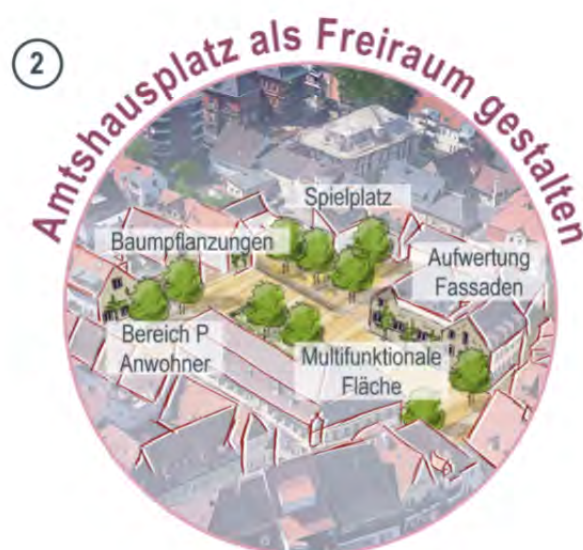 2
Amtshausplatz als Freiraum gestalten
Spielplatz
Baumpflanzungen
Aufwertung
Fassaden
Bereich P
Anwohner
Multifunktionale
Fläche